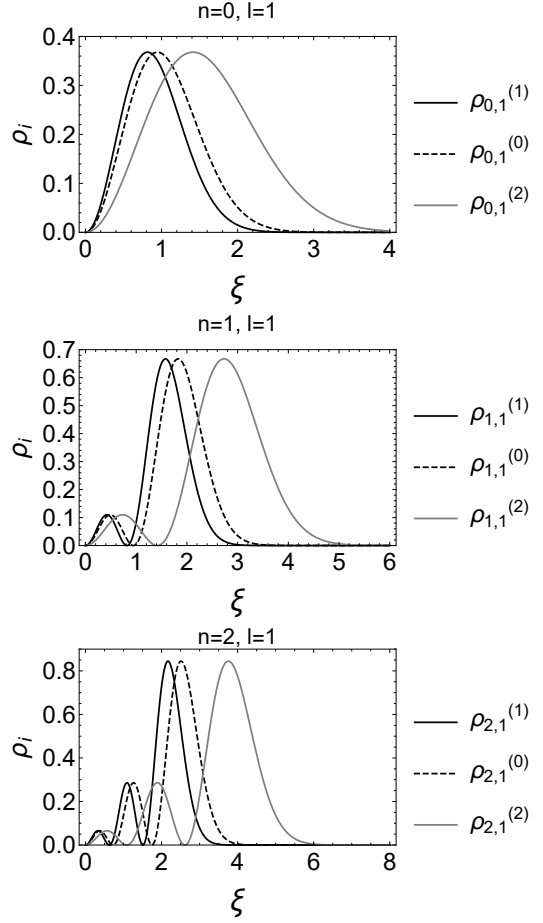 n=0, l=1
0.4
0.3
0.2
0.1
0.0
ρi
0 1 2 3 4
ξ
ρ0,1(1)
ρ0,1(0)
ρ0,1(2)
n=1, l=1
0.7
0.6
0.5
0.4
0.3
0.2
0.1
0.0
ρi
0 1 2 3 4 5 6
ξ
ρ1,1(1)
ρ1,1(0)
ρ1,1(2)
n=2, l=1
0.8
0.6
0.4
0.2
0.0
ρi
0 2 4 6 8
ξ
ρ2,1(1)
ρ2,1(0)
ρ2,1(2)